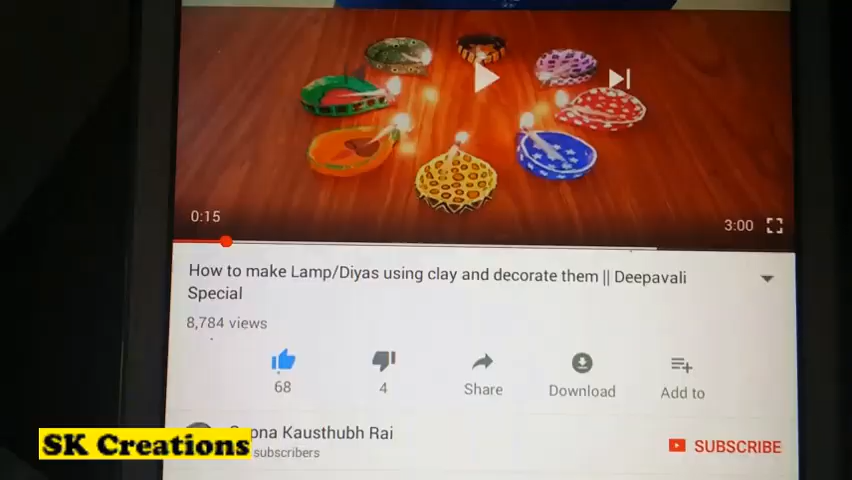 0:15
3:00
How to make Lamp/Diyas using clay and decorate them || Deepavali
Special
8,784 views
68
4
Share
Download
Add to
Kausthubh Rai
subscribers
SUBSCRIBE
SK Creations